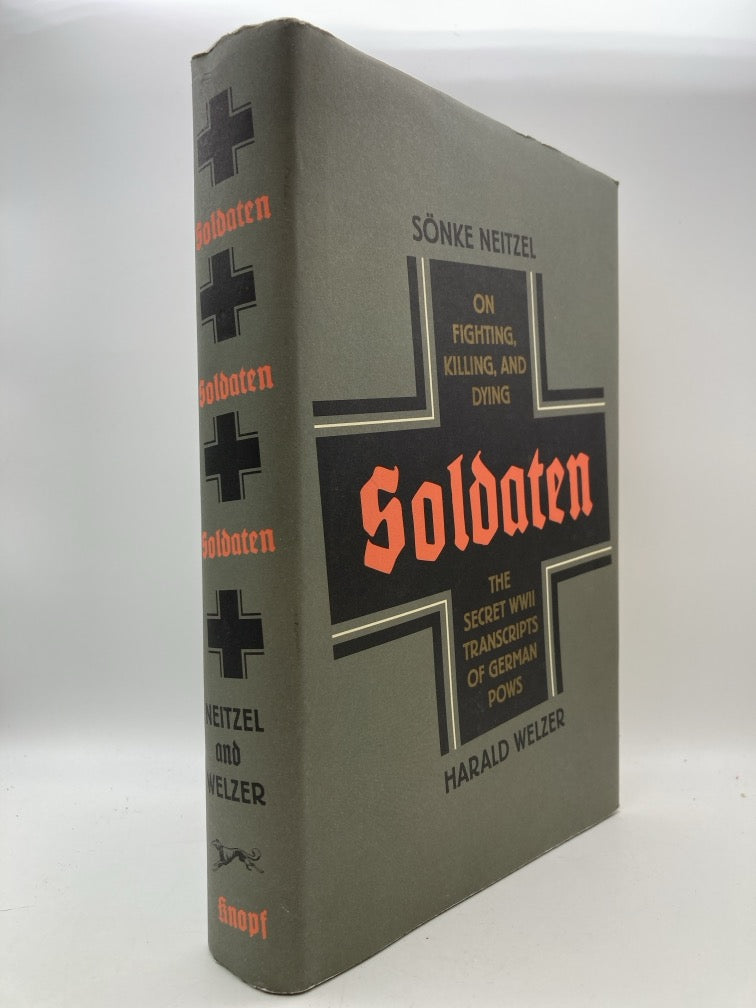 Soldaten
Soldaten
Soldaten
NEITZEL
and
WELZER
Knopf
SÖNKE NEITZEL
ON
FIGHTING,
KILLING, AND
DYING
Soldaten
THE
SECRET WWII
TRANSCRIPTS
OF GERMAN
POWS
HARALD WELZER